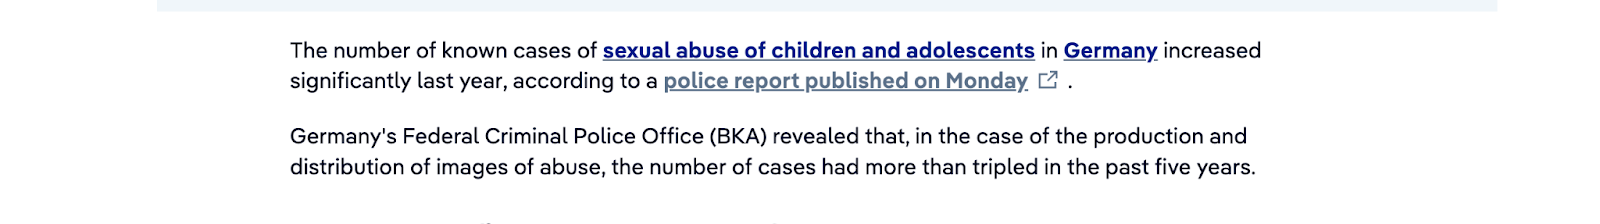 The number of known cases of sexual abuse of children and adolescents in Germany increased
significantly last year, according to a police report published on Monday .
Germany's Federal Criminal Police Office (BKA) revealed that, in the case of the production and
distribution of images of abuse, the number of cases had more than tripled in the past five years.